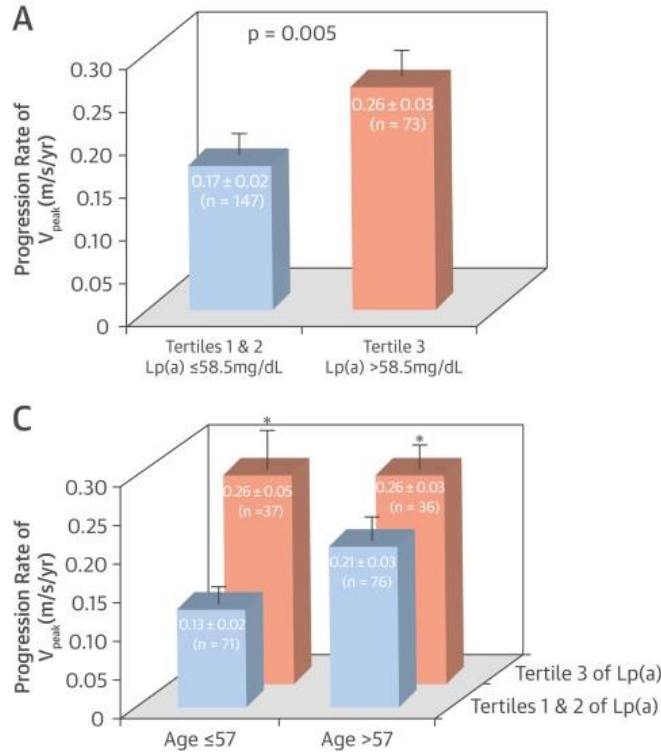 A
p = 0.005
Progression Rate of
Vpeak(m/s/yr)
0.30
0.25
0.20
0.15
0.10
0.05
0
0.17 ± 0.02
(n = 147)
0.26 ± 0.03
(n = 73)
Tertiles 1 & 2
Lp(a) ≤58.5mg/dL
Tertile 3
Lp(a) >58.5mg/dL
C
Progression Rate of
Vpeak(m/s/yr)
0.30
0.25
0.20
0.15
0.10
0.05
0
*
*
0.26 ± 0.05
(n =37)
0.26 ± 0.03
(n = 36)
0.13 ± 0.02
(n = 71)
0.21 ± 0.03
(n = 76)
Tertile 3 of Lp(a)
Tertiles 1 & 2 of Lp(a)
Age ≤57
Age >57